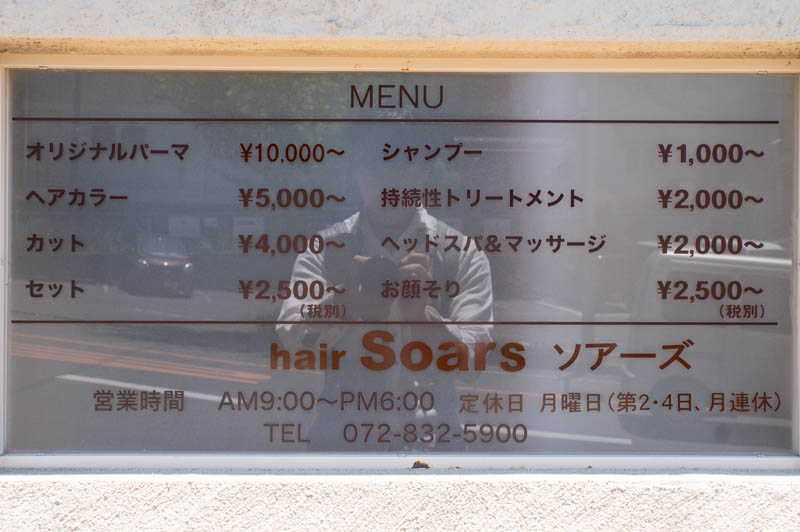 MENU
オリジナルパーマ ¥10,000〜 シャンプー ¥1,000〜
ヘアカラー ¥5,000〜 持続性トリートメント ¥2,000〜
カット ¥4,000〜 ヘッドスパ&マッサージ ¥2,000〜
セット ¥2,500〜 お顔そり ¥2,500〜
(税別) (税別)
hair Soars ソアーズ
営業時間 AM9:00〜PM6:00 定休日 月曜日(第2・4日、月連休)
TEL 072-832-5900